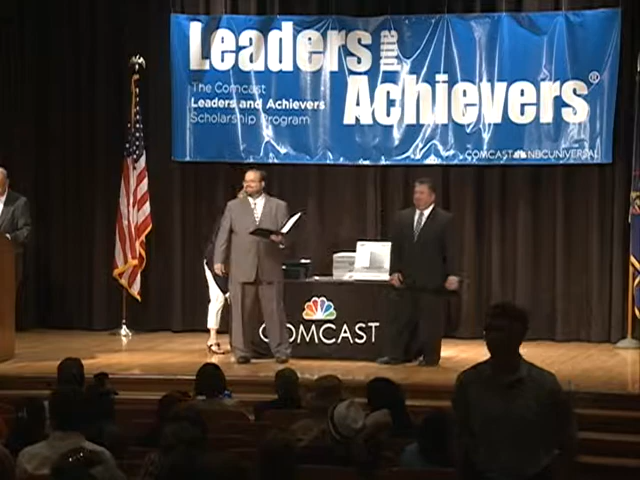 Leaders and
Achievers®
The Comcast
Leaders and Achievers
Scholarship Program
COMCAST NBCUNIVERSAL
COMCAST